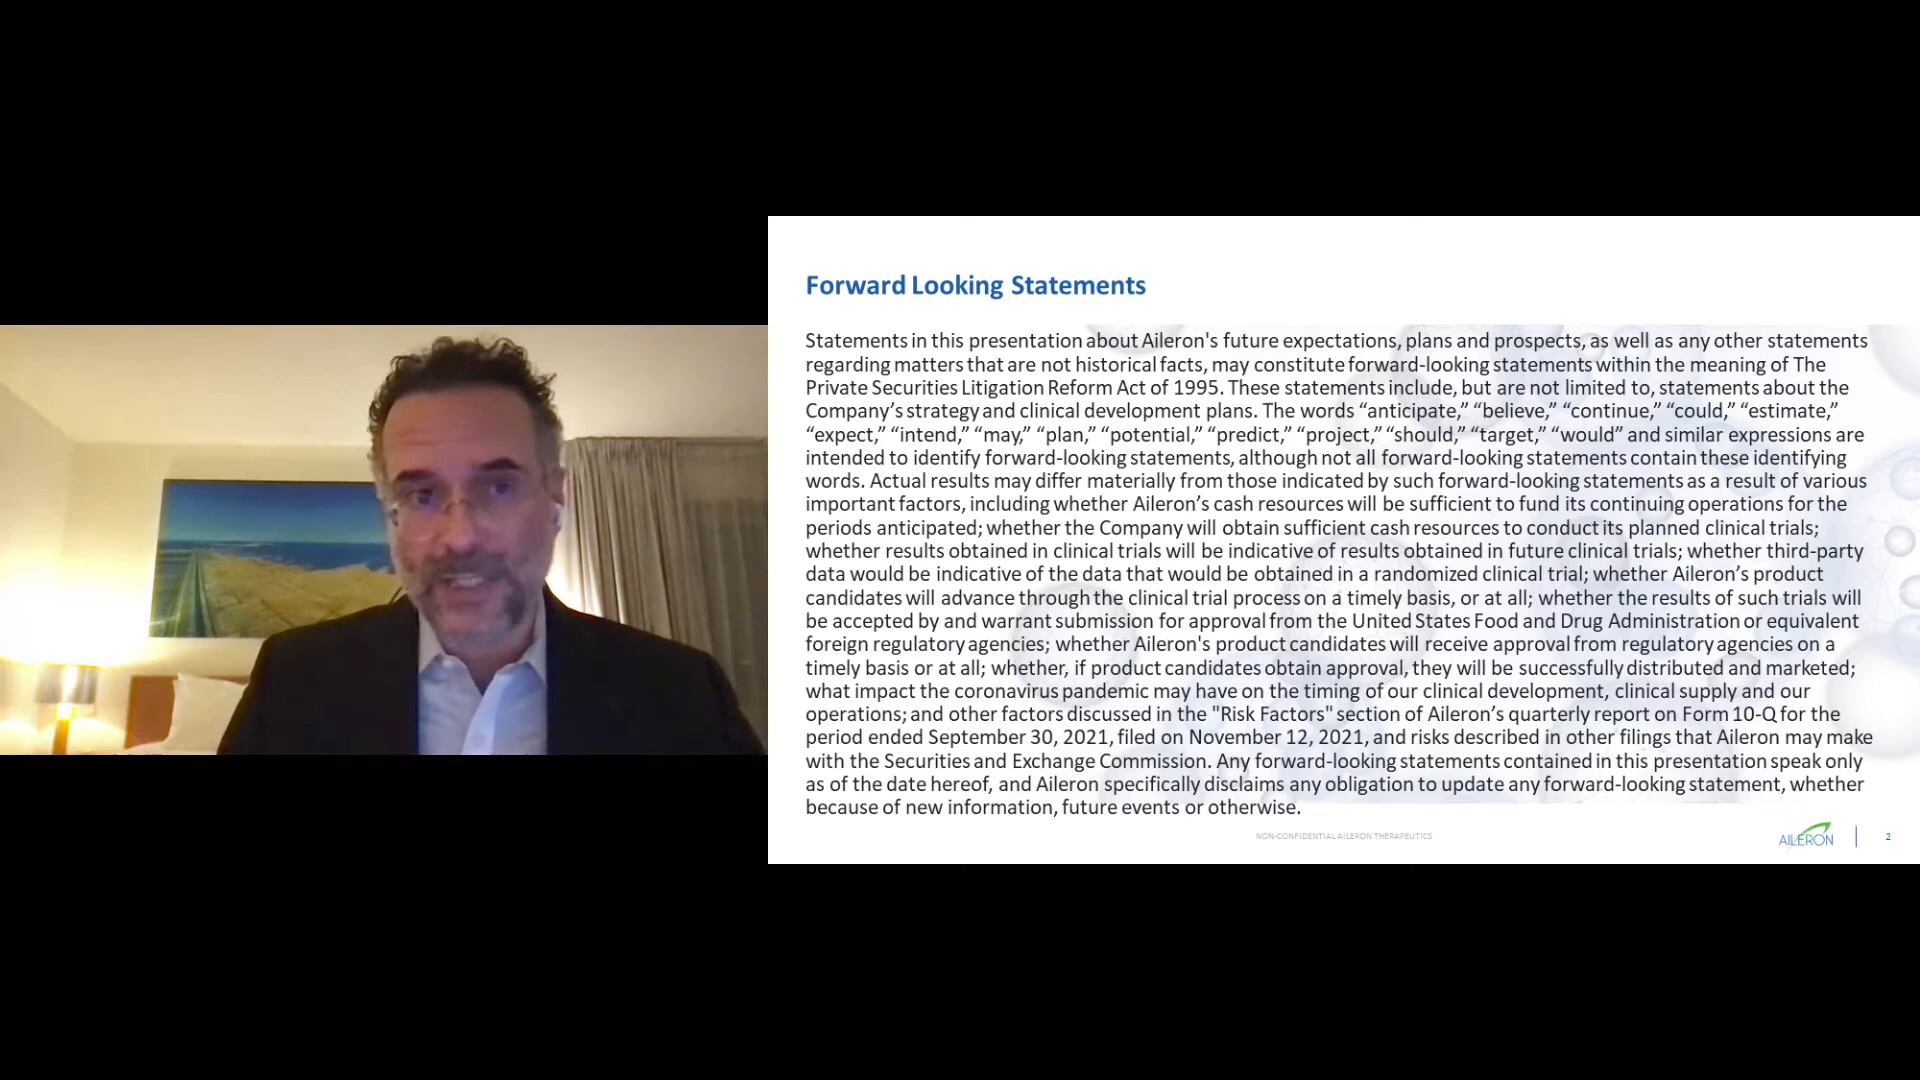 Forward Looking Statements
Statements in this presentation about Aileron's future expectations, plans and prospects, as well as any other statements
regarding matters that are not historical facts, may constitute forward-looking statements within the meaning of The
Private Securities Litigation Reform Act of 1995. These statements include, but are not limited to, statements about the
Company’s strategy and clinical development plans. The words “anticipate,” “believe,” “continue,” “could,” “estimate,”
“expect,” “intend,” “may,” “plan,” “potential,” “predict,” “project,” “should,” “target,” “would” and similar expressions are
intended to identify forward-looking statements, although not all forward-looking statements contain these identifying
words. Actual results may differ materially from those indicated by such forward-looking statements as a result of various
important factors, including whether Aileron’s cash resources will be sufficient to fund its continuing operations for the
periods anticipated; whether the Company will obtain sufficient cash resources to conduct its planned clinical trials;
whether results obtained in clinical trials will be indicative of results obtained in future clinical trials; whether third-party
data would be indicative of the data that would be obtained in a randomized clinical trial; whether Aileron’s product
candidates will advance through the clinical trial process on a timely basis, or at all; whether the results of such trials will
be accepted by and warrant submission for approval from the United States Food and Drug Administration or equivalent
foreign regulatory agencies; whether Aileron's product candidates will receive approval from regulatory agencies on a
timely basis or at all; whether, if product candidates obtain approval, they will be successfully distributed and marketed;
what impact the coronavirus pandemic may have on the timing of our clinical development, clinical supply and our
operations; and other factors discussed in the "Risk Factors" section of Aileron’s quarterly report on Form 10-Q for the
period ended September 30, 2021, filed on November 12, 2021, and risks described in other filings that Aileron may make
with the Securities and Exchange Commission. Any forward-looking statements contained in this presentation speak only
as of the date hereof, and Aileron specifically disclaims any obligation to update any forward-looking statement, whether
because of new information, future events or otherwise.
NON-CONFIDENTIAL AILERON THERAPEUTICS
AILERON
2